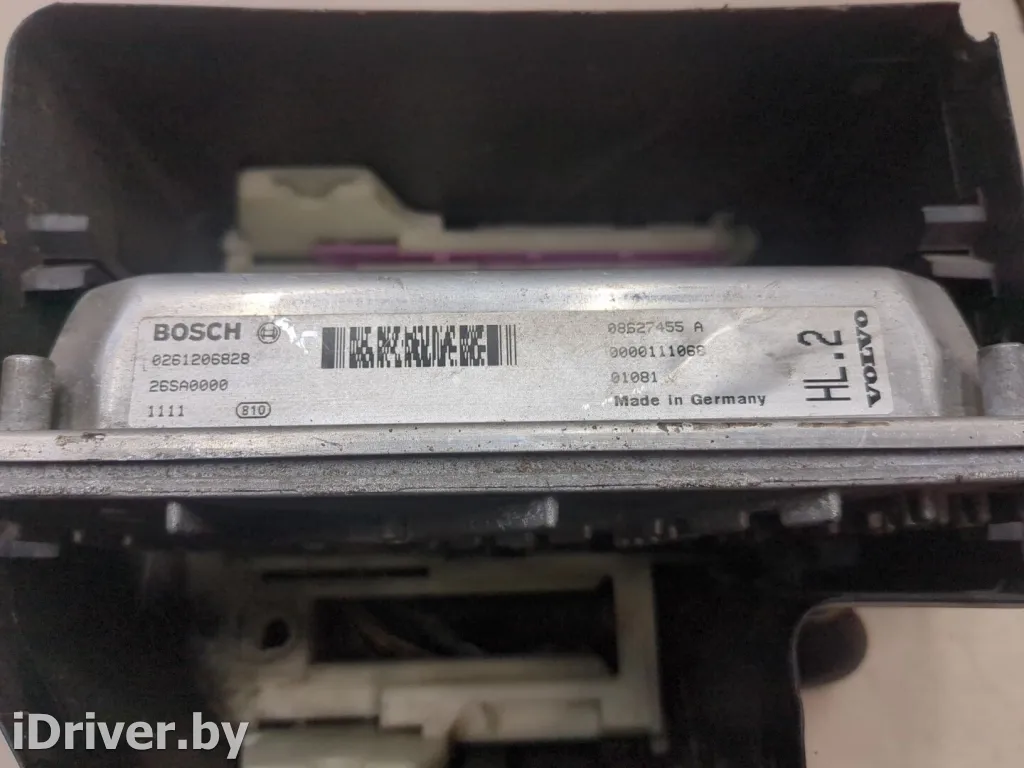 BOSCH
0261206828
26SA0000
1111 810
08627455 A
0000111068
01081
Made in Germany
HL.2
VOLVO
iDriver.by